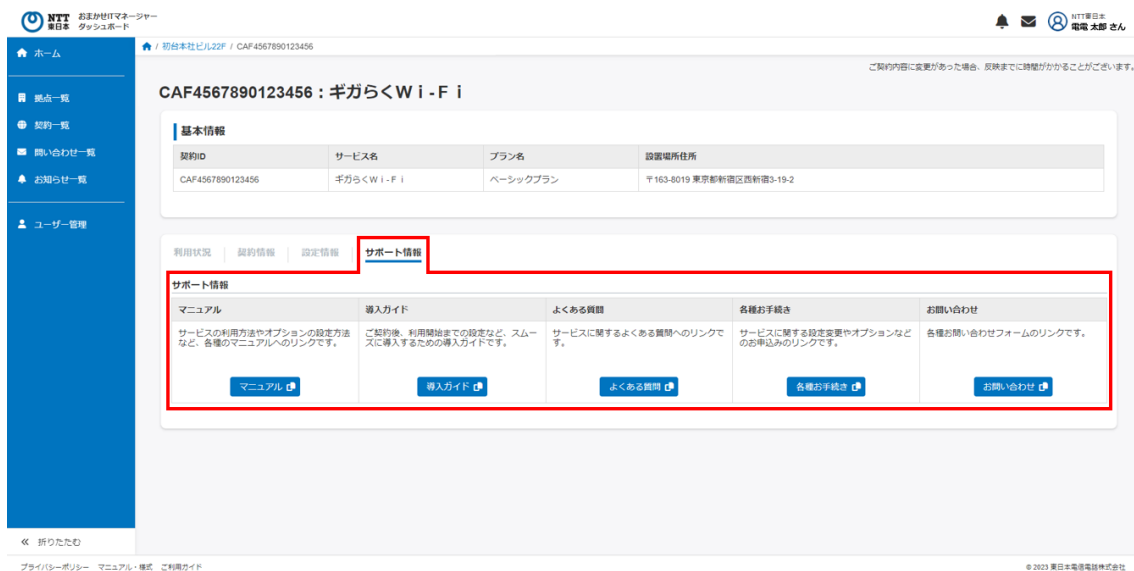 NTT 東日本
おまかせITマネージャー
ダッシュボード
NTT東日本
電電 太郎 さん
ホーム
拠点一覧
契約一覧
問い合わせ一覧
お知らせ一覧
ユーザー管理
/ 初台本社ビル22F / CAF4567890123456
ご契約内容に変更があった場合、反映までに時間がかかることがございます。
CAF4567890123456：ギガらくＷｉ-Ｆｉ
基本情報
契約ID サービス名 プラン名 設置場所住所
CAF4567890123456 ギガらくＷｉ-Ｆｉ ベーシックプラン 〒163-8019 東京都新宿区西新宿3-19-2
利用状況 契約情報 設定情報 サポート情報
サポート情報
マニュアル 導入ガイド よくある質問 各種お手続き お問い合わせ
サービスの利用方法やオプションの設定方法
など、各種のマニュアルへのリンクです。
ご契約後、利用開始までの設定など、スムー
ズに導入するための導入ガイドです。
サービスに関するよくある質問へのリンクで
す。
サービスに関する設定変更やオプションなど
のお申込みのリンクです。
各種お問い合わせフォームのリンクです。
マニュアル 導入ガイド よくある質問 各種お手続き お問い合わせ
折りたたむ
プライバシーポリシー マニュアル・様式 ご利用ガイド
© 2023 東日本電信電話株式会社